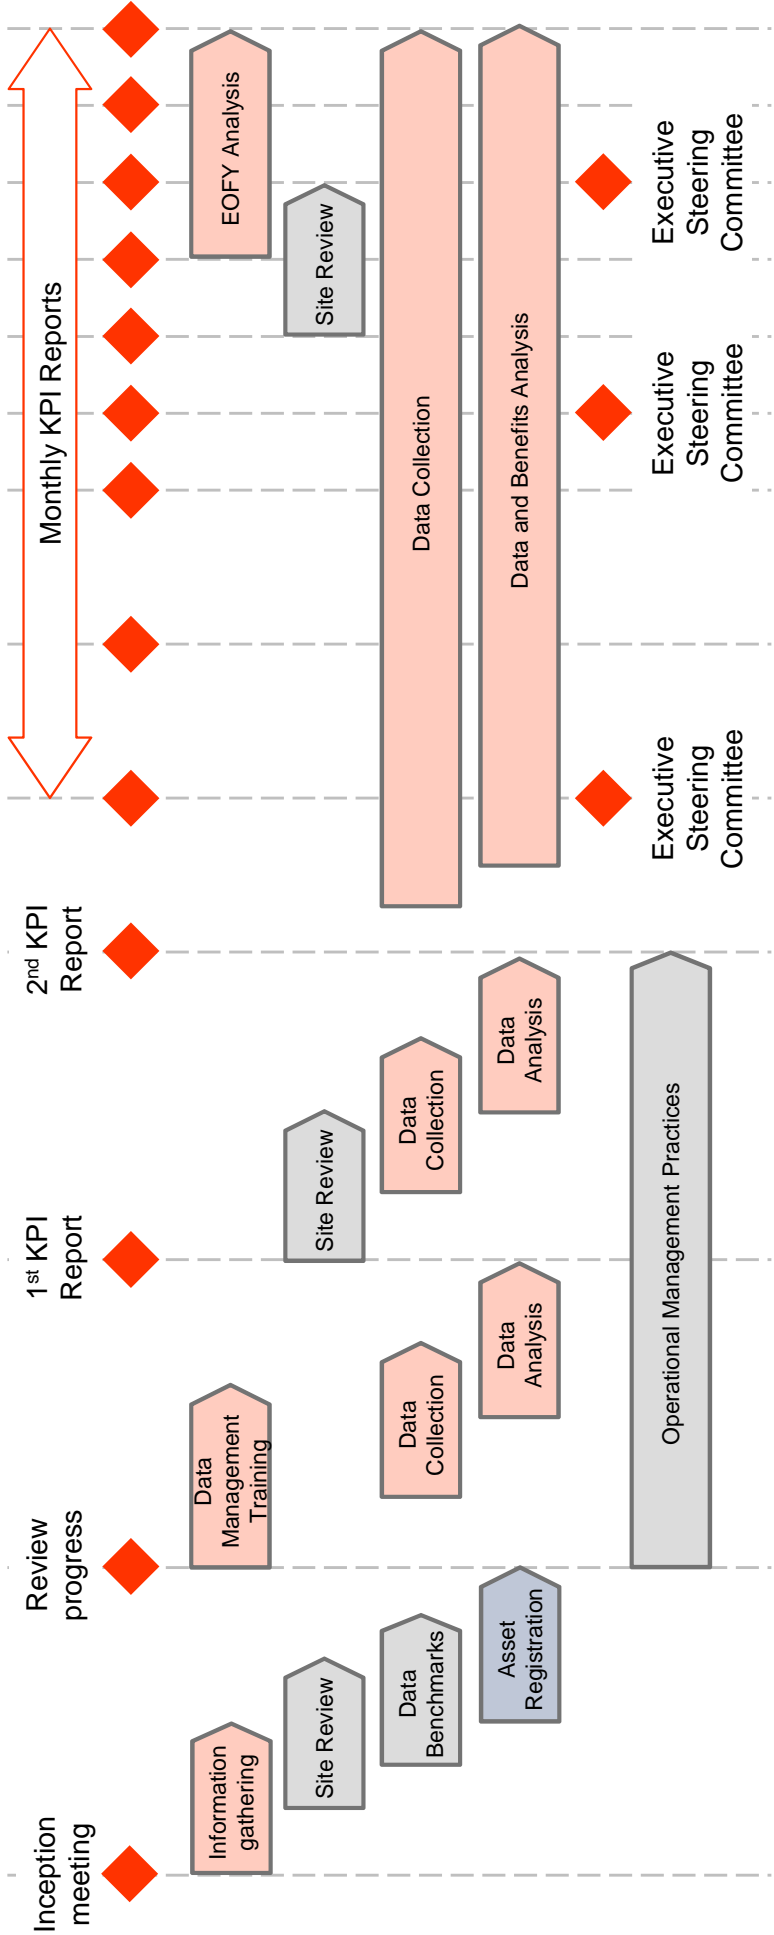 Inception
meeting
Review
progress
1st KPI
Report
2nd KPI
Report
Monthly KPI Reports
Information
gathering
Data
Management
Training
EOFY Analysis
Site Review
Site Review
Site Review
Data
Benchmarks
Data
Collection
Data
Collection
Data Collection
Asset
Registration
Data
Analysis
Data
Analysis
Data and Benefits Analysis
Operational Management Practices
Executive
Steering
Committee
Executive
Steering
Committee
Executive
Steering
Committee